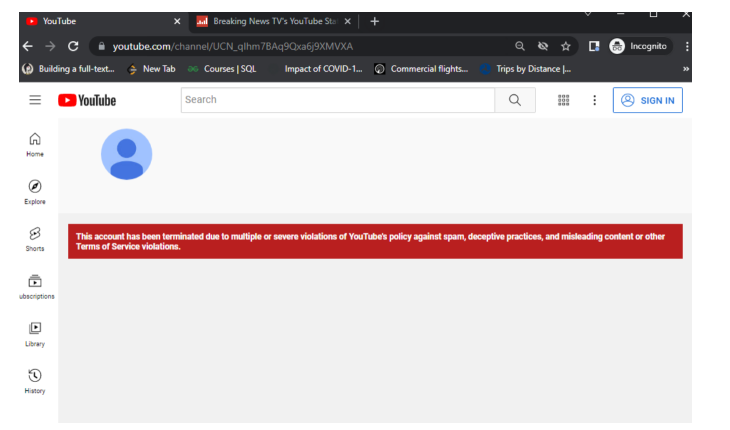 YouTube
Breaking News TV's YouTube Sta
youtube.com/channel/UCN_qIhm7BAq9Qxa6j9XMVXA
Incognito
Building a full-text...
New Tab
Courses | SQL
Impact of COVID-1...
Commercial flights...
Trips by Distance |...
»
YouTube
Search
SIGN IN
Home
Explore
Shorts
ubscriptions
Library
History
This account has been terminated due to multiple or severe violations of YouTube's policy against spam, deceptive practices, and misleading content or other
Terms of Service violations.